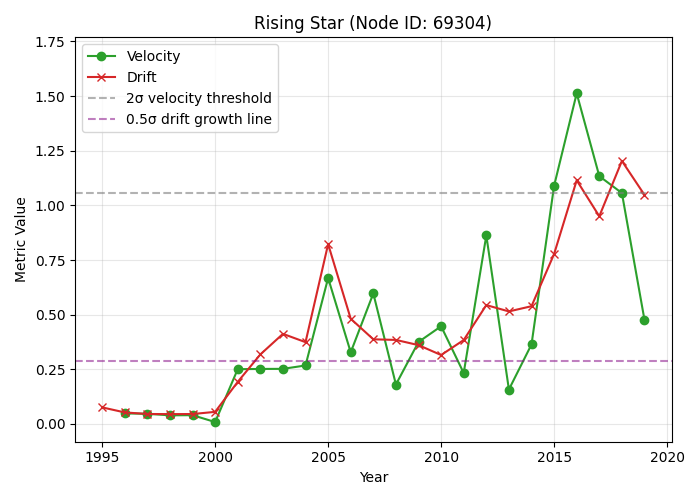 Rising Star (Node ID: 69304)
Velocity
Drift
2σ velocity threshold
0.5σ drift growth line
Metric Value
1.75
1.50
1.25
1.00
0.75
0.50
0.25
0.00
1995
2000
2005
2010
2015
2020
Year